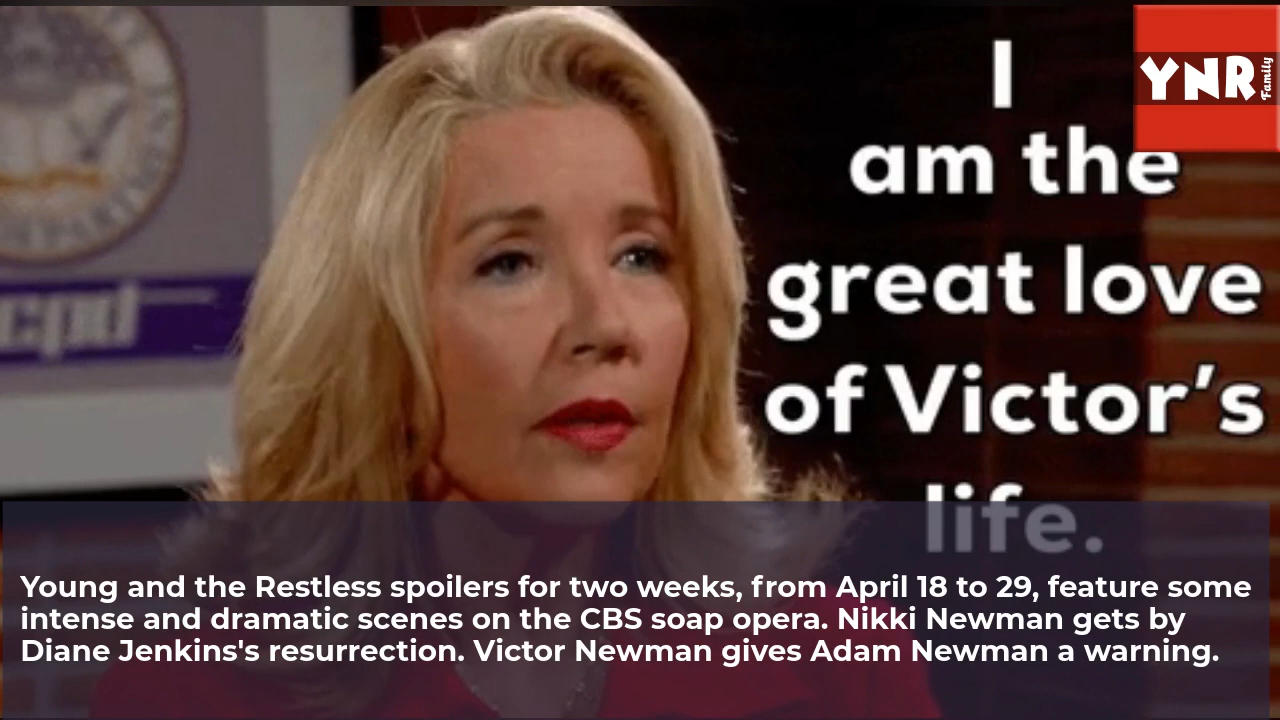 YNR
Family
I
am the
great love
of Victor's
life.
cpd
Young and the Restless spoilers for two weeks, from April 18 to 29, feature some
intense and dramatic scenes on the CBS soap opera. Nikki Newman gets by
Diane Jenkins's resurrection. Victor Newman gives Adam Newman a warning.